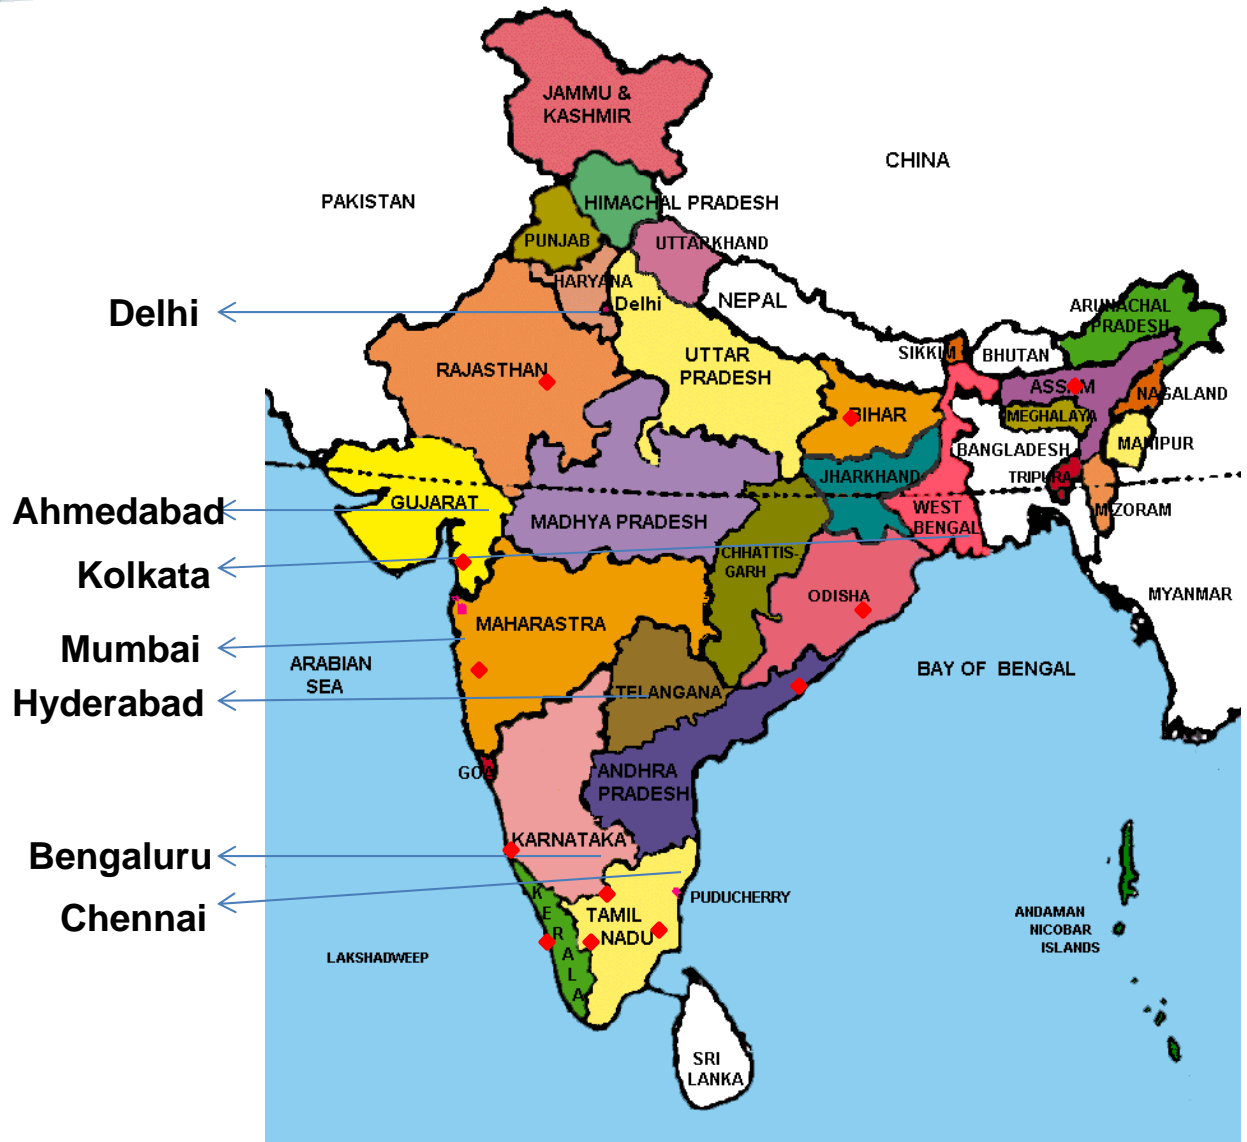 JAMMU &
KASHMIR
CHINA
PAKISTAN
HIMACHAL PRADESH
PUNJAB
UTTARKHAND
HARYANA
Delhi
NEPAL
Delhi
ARUNACHAL
PRADESH
SIKKIM
BHUTAN
UTTAR
PRADESH
RAJASTHAN
ASSAM
NAGALAND
BIHAR
MEGHALAYA
MANIPUR
BANGLADESH
JHARKHAND
TRIPURA
GUJARAT
MIZORAM
Ahmedabad
MADHYA PRADESH
WEST
BENGAL
CHHATTIS-
GARH
Kolkata
ODISHA
MYANMAR
MAHARASTRA
Mumbai
ARABIAN
SEA
BAY OF BENGAL
TELANGANA
Hyderabad
GOA
ANDHRA
PRADESH
KARNATAKA
Bengaluru
KERALA
PUDUCHERRY
Chennai
TAMIL
NADU
ANDAMAN
NICOBAR
ISLANDS
LAKSHADWEEP
SRI
LANKA